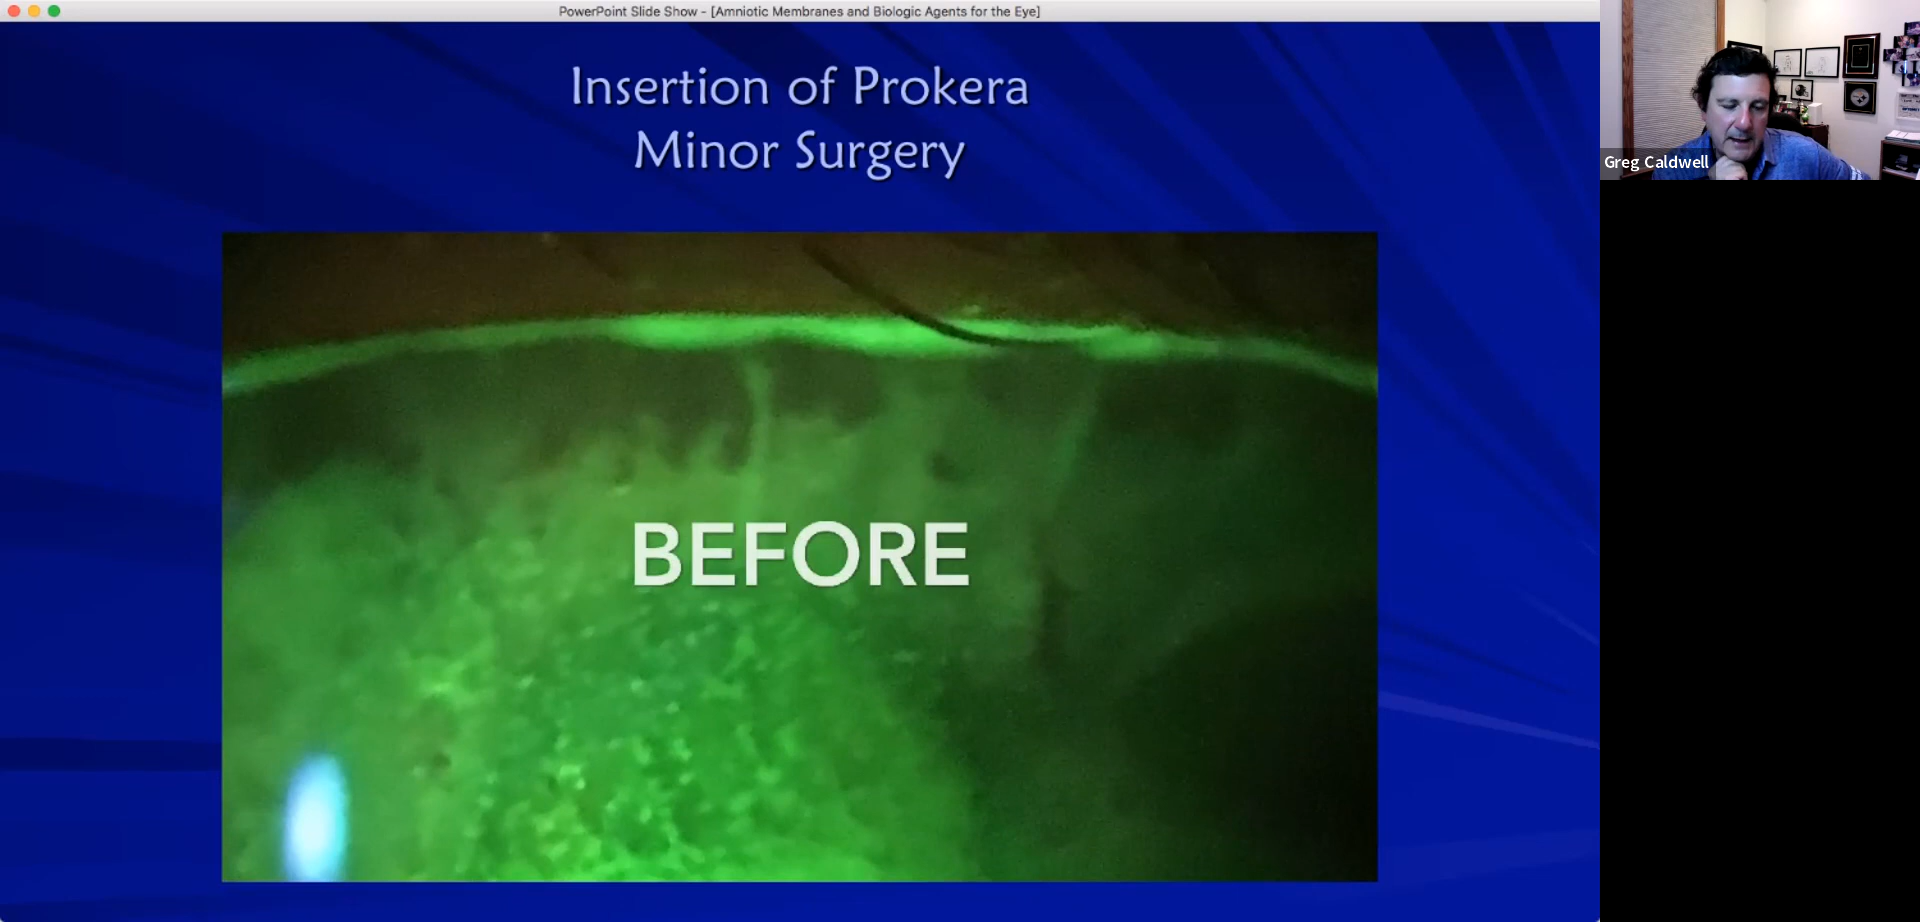 PowerPoint Slide Show - [Amniotic Membranes and Biologic Agents for the Eye]
Insertion of Prokera
Minor Surgery
BEFORE
Greg Caldwell